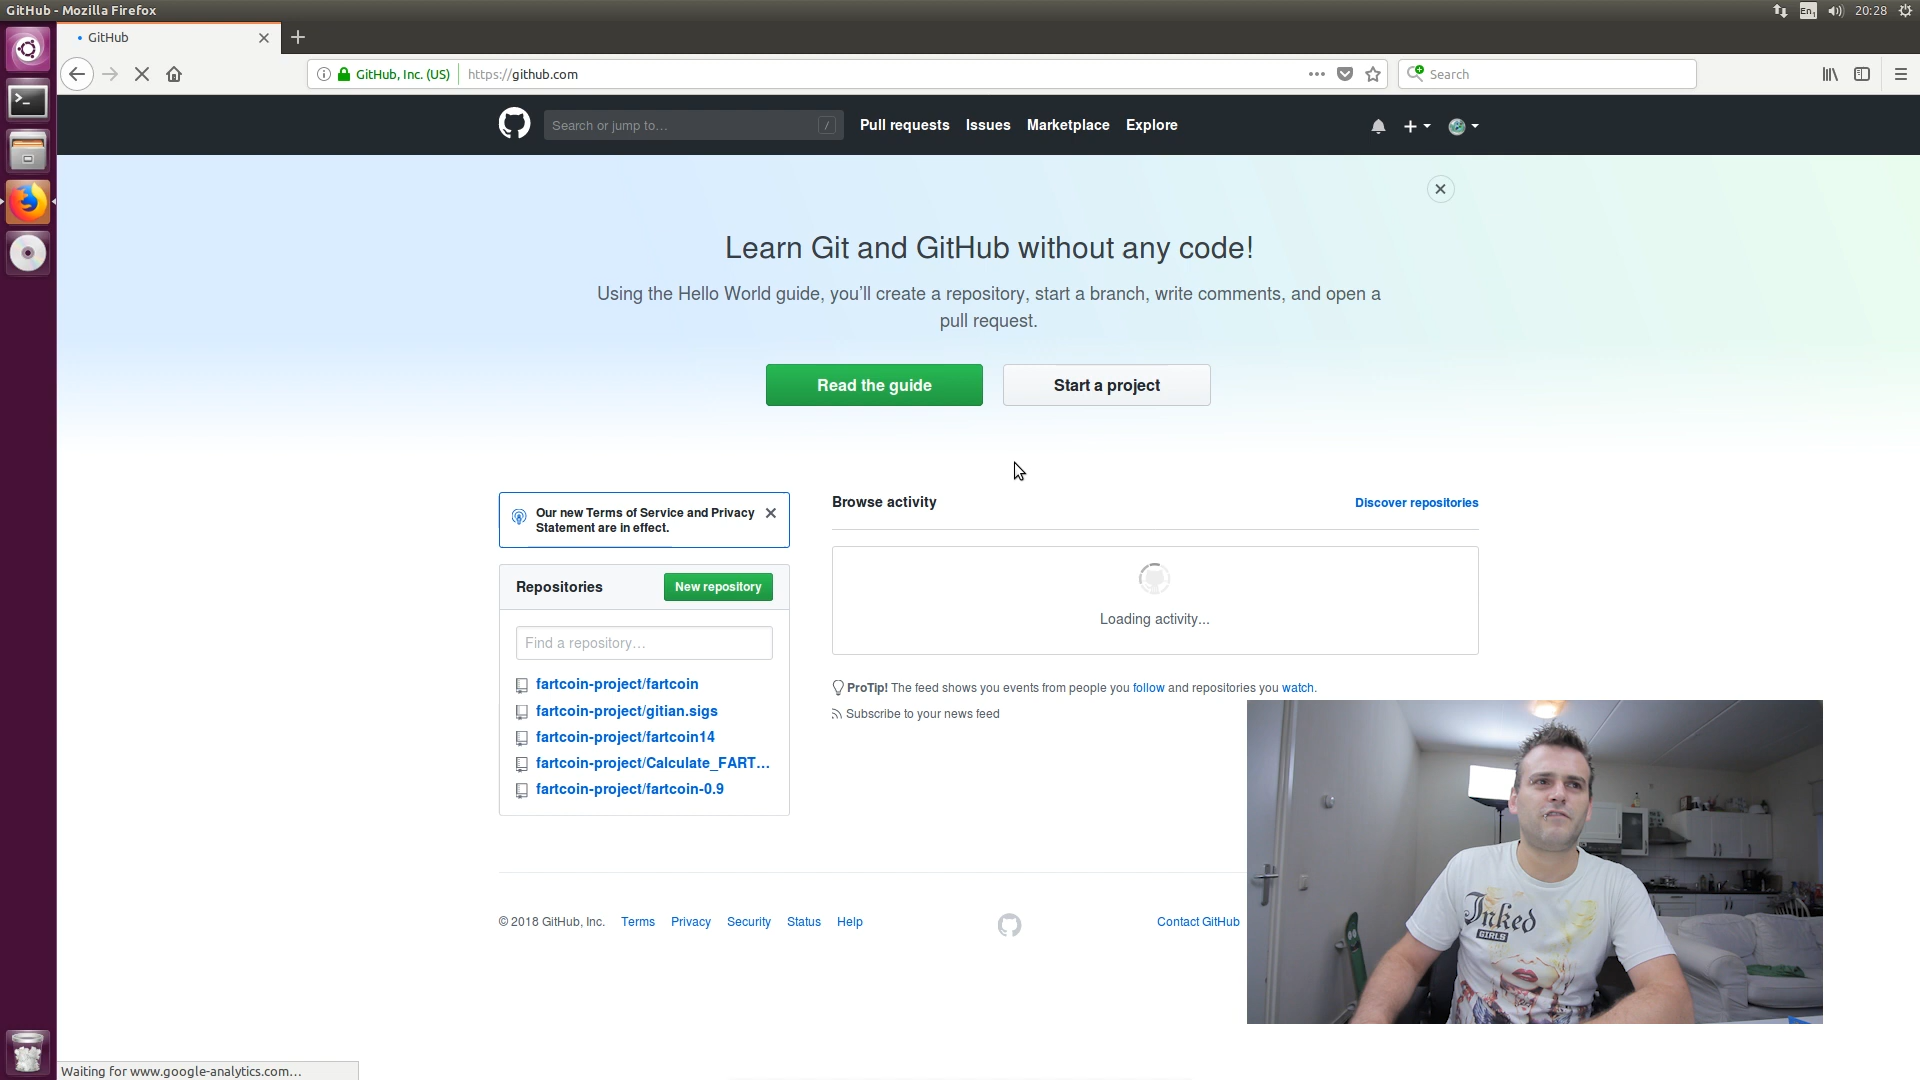 GitHub - Mozilla Firefox
En1
20:28
GitHub
GitHub, Inc. (US)
https://github.com
Search
Search or jump to…
/
Pull requests
Issues
Marketplace
Explore
Learn Git and GitHub without any code!
Using the Hello World guide, you’ll create a repository, start a branch, write comments, and open a
pull request.
Read the guide
Start a project
Our new Terms of Service and Privacy
Statement are in effect.
Browse activity
Discover repositories
Repositories
New repository
Loading activity...
Find a repository…
fartcoin-project/fartcoin
fartcoin-project/gitian.sigs
fartcoin-project/fartcoin14
fartcoin-project/Calculate_FART…
fartcoin-project/fartcoin-0.9
ProTip! The feed shows you events from people you follow and repositories you watch.
Subscribe to your news feed
Inked
GIRLS
© 2018 GitHub, Inc.
Terms
Privacy
Security
Status
Help
Contact GitHub
Waiting for www.google-analytics.com…